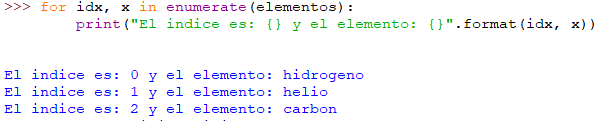 >>> for idx, x in enumerate(elementos):
        print("El indice es: {} y el elemento: {}".format(idx, x))
El indice es: 0 y el elemento: hidrogeno
El indice es: 1 y el elemento: helio
El indice es: 2 y el elemento: carbon